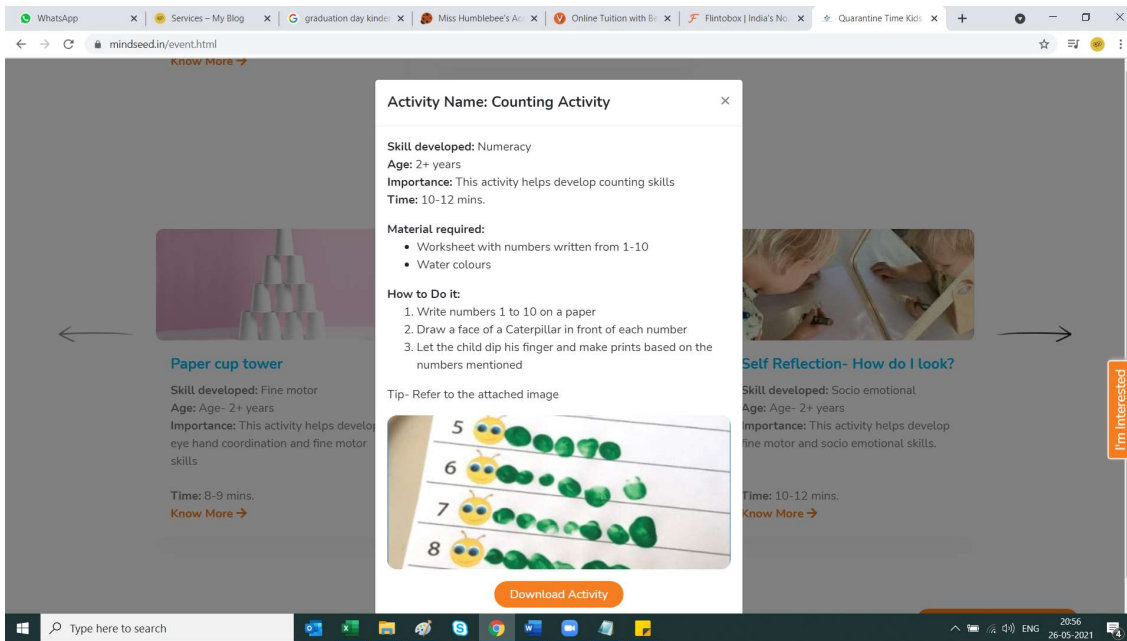 WhatsApp
Services – My Blog
graduation day kinde
Miss Humblebee's Ac
Online Tuition with Be
Flintobox | India's No.
Quarantine Time Kids
mindseed.in/event.html
Know More →
Activity Name: Counting Activity
Skill developed: Numeracy
Age: 2+ years
Importance: This activity helps develop counting skills
Time: 10-12 mins.
Material required:
• Worksheet with numbers written from 1-10
• Water colours
How to Do it:
1. Write numbers 1 to 10 on a paper
2. Draw a face of a Caterpillar in front of each number
3. Let the child dip his finger and make prints based on the
numbers mentioned
Tip- Refer to the attached image
5
6
7
8
Download Activity
Paper cup tower
Skill developed: Fine motor
Age: Age- 2+ years
Importance: This activity helps develop
eye hand coordination and fine motor
skills
Time: 8-9 mins.
Know More →
Self Reflection- How do I look?
Skill developed: Socio emotional
Age: Age- 2+ years
Importance: This activity helps develop
fine motor and socio emotional skills.
Time: 10-12 mins.
Know More →
I'm Interested
Type here to search
ENG
20:56
26-05-2021
4